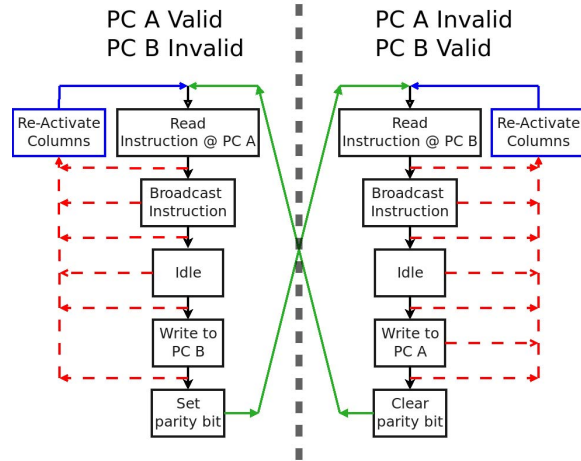 PC A Valid
PC B Invalid
PC A Invalid
PC B Valid
Re-Activate
Columns
Read
Instruction @ PC A
Broadcast
Instruction
Idle
Write to
PC B
Set
parity bit
Read
Instruction @ PC B
Re-Activate
Columns
Broadcast
Instruction
Idle
Write to
PC A
Clear
parity bit